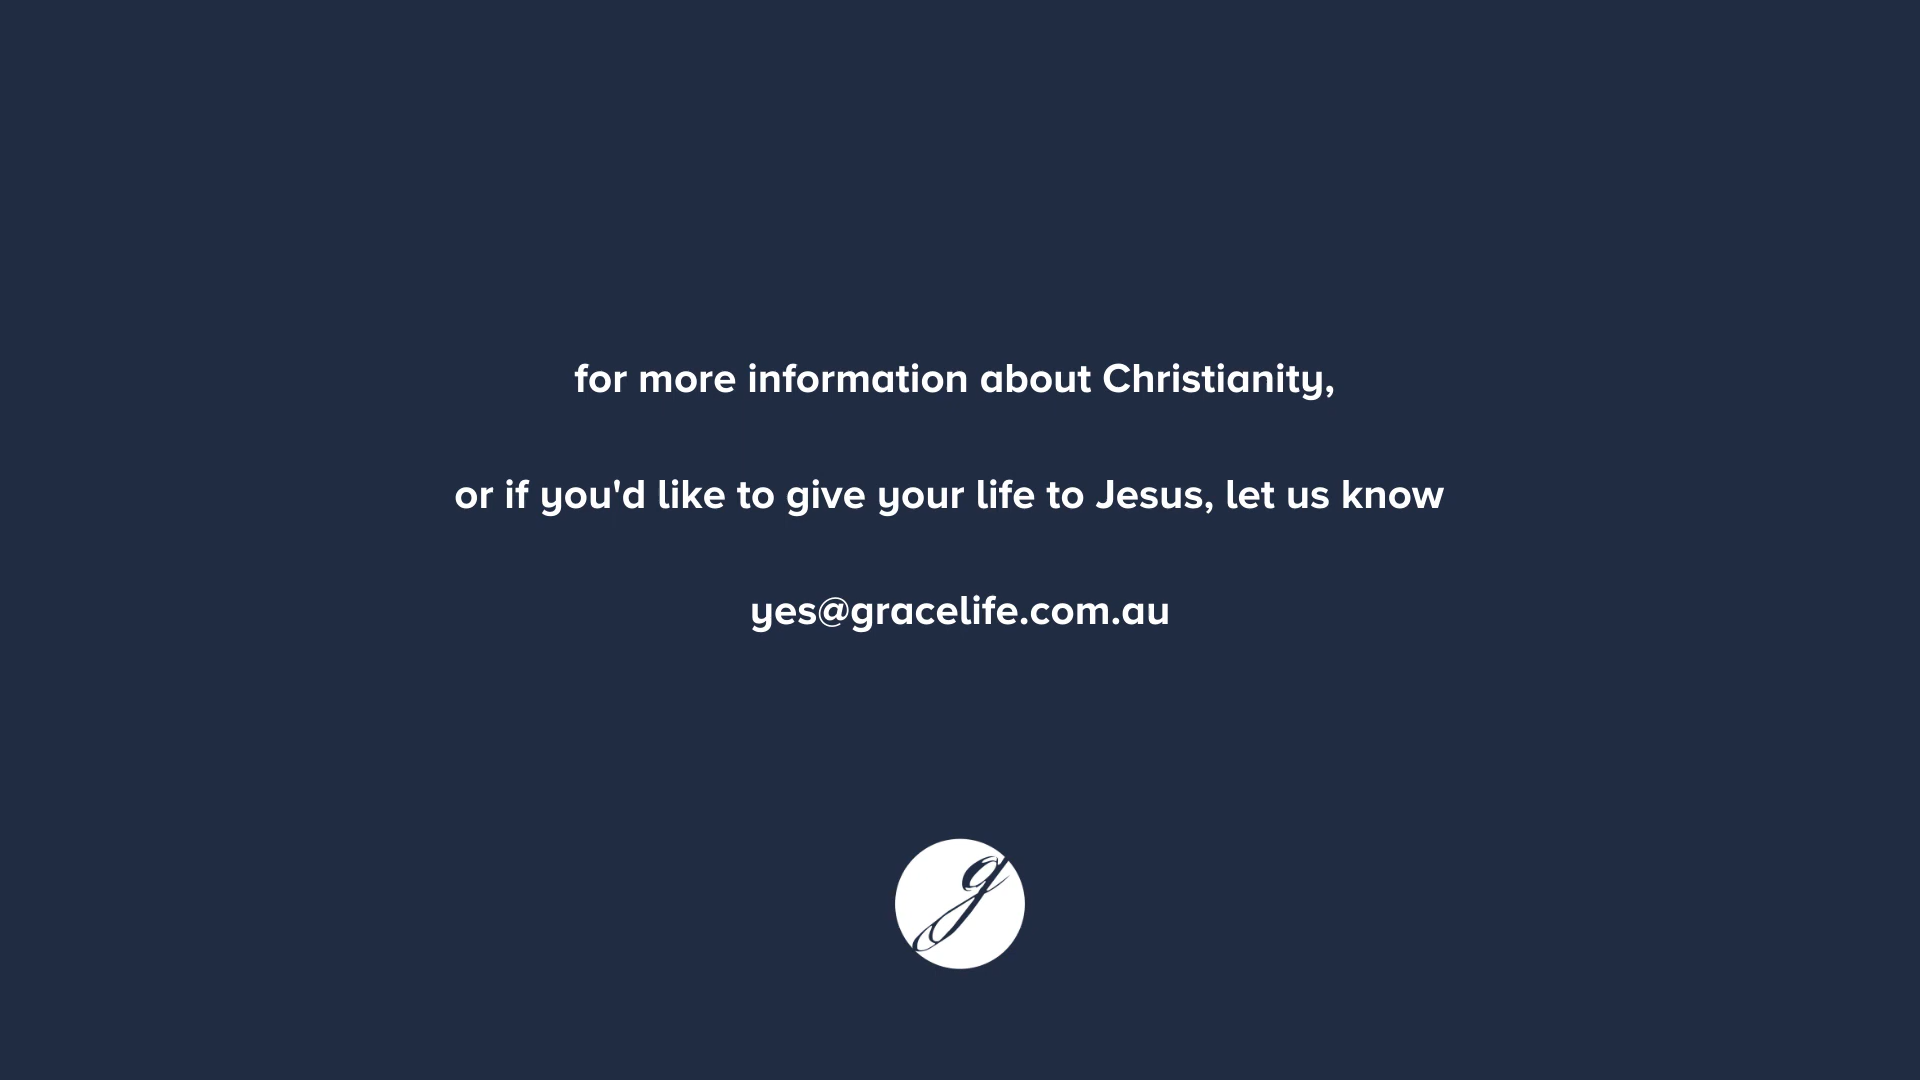 for more information about Christianity,
or if you'd like to give your life to Jesus, let us know
yes@gracelife.com.au
g